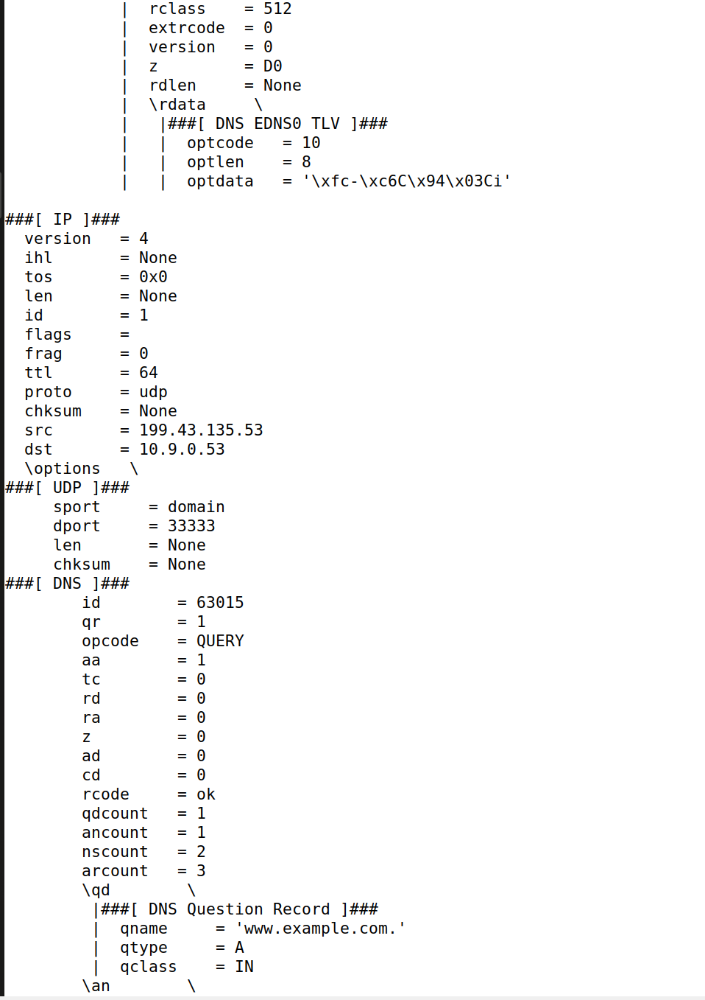 |  rclass    = 512
|  extrcode  = 0
|  version   = 0
|  z         = D0
|  rdlen     = None
|  \rdata     \
|   |###[ DNS EDNS0 TLV ]###
|   |  optcode   = 10
|   |  optlen    = 8
|   |  optdata   = '\xfc-\xc6C\x94\x03Ci'
###[ IP ]###
  version   = 4
  ihl       = None
  tos       = 0x0
  len       = None
  id        = 1
  flags     =
  frag      = 0
  ttl       = 64
  proto     = udp
  chksum    = None
  src       = 199.43.135.53
  dst       = 10.9.0.53
  \options   \
###[ UDP ]###
     sport     = domain
     dport     = 33333
     len       = None
     chksum    = None
###[ DNS ]###
        id        = 63015
        qr        = 1
        opcode    = QUERY
        aa        = 1
        tc        = 0
        rd        = 0
        ra        = 0
        z         = 0
        ad        = 0
        cd        = 0
        rcode     = ok
        qdcount   = 1
        ancount   = 1
        nscount   = 2
        arcount   = 3
        \qd        \
         |###[ DNS Question Record ]###
         |  qname     = 'www.example.com.'
         |  qtype     = A
         |  qclass    = IN
        \an        \